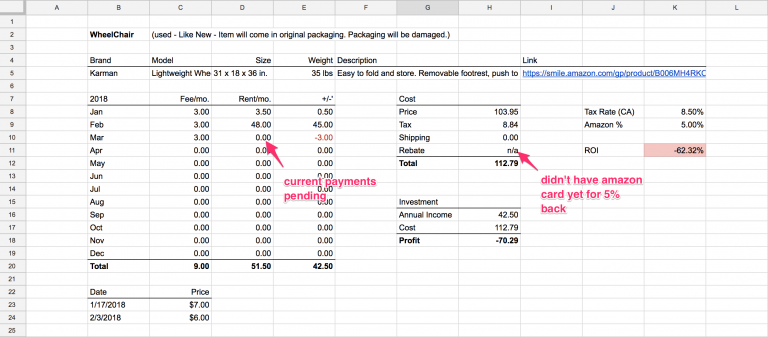 A B C D E F G H I J K L
1
2 WheelChair (used - Like New - Item will come in original packaging. Packaging will be damaged.)
3
4 Brand Model Size Weight Description Link
5 Karman Lightweight Whe 31 x 18 x 36 in. 35 lbs Easy to fold and store. Removable footrest, push to https://smile.amazon.com/gp/product/B006MH4RKC
6
7 2018 Fee/mo. Rent/mo. +/-' Cost
8 Jan 3.00 3.50 0.50 Price 103.95 Tax Rate (CA) 8.50%
9 Feb 3.00 48.00 45.00 Tax 8.84 Amazon % 5.00%
10 Mar 3.00 0.00 -3.00 Shipping 0.00
11 Apr 0.00 0.00 0.00 Rebate n/a ROI -62.32%
12 May 0.00 0.00 0.00 Total 112.79
13 Jun 0.00 0.00 0.00
current payments pending
didn't have amazon card yet for 5% back
14 Jul 0.00 0.00 0.00
15 Aug 0.00 0.00 0.00 Investment
16 Sep 0.00 0.00 0.00 Annual Income 42.50
17 Oct 0.00 0.00 0.00 Cost 112.79
18 Nov 0.00 0.00 0.00 Profit -70.29
19 Dec 0.00 0.00 0.00
20 Total 9.00 51.50 42.50
21
22 Date Price
23 1/17/2018 $7.00
24 2/3/2018 $6.00
25